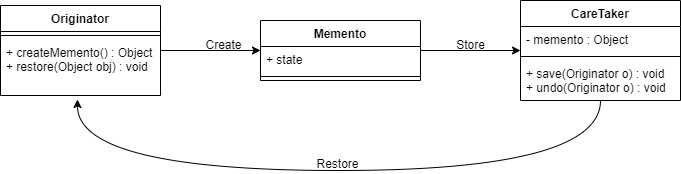 Originator
+ createMemento() : Object
+ restore(Object obj) : void
Create
Memento
+ state
Store
CareTaker
- memento : Object
+ save(Originator o) : void
+ undo(Originator o) : void
Restore